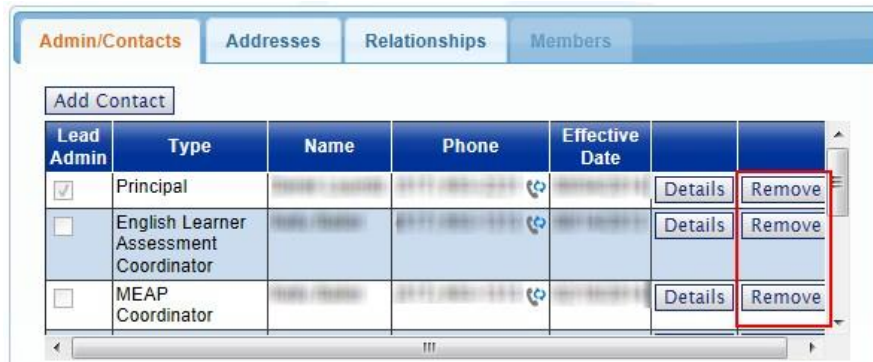 Admin/Contacts Addresses Relationships Members
Add Contact
Lead Admin Type Name Phone Effective Date
Principal Details Remove
English Learner Assessment Coordinator Details Remove
MEAP Coordinator Details Remove